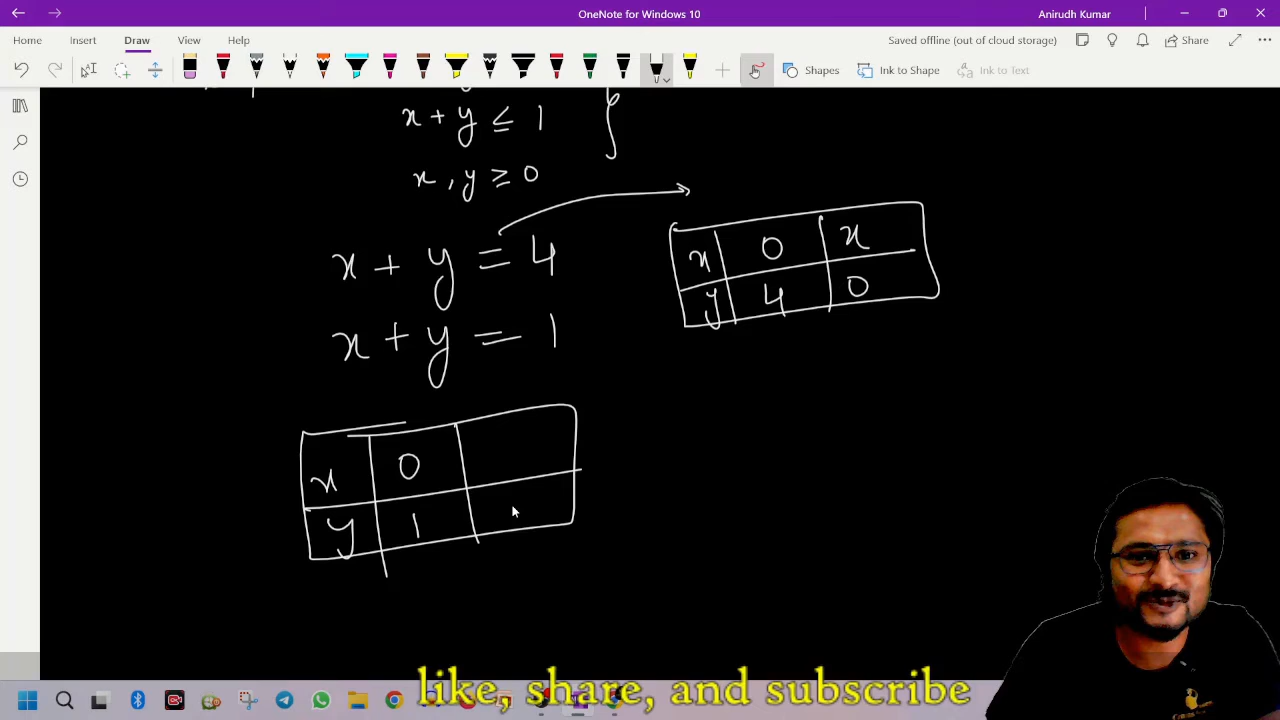 OneNote for Windows 10
Anirudh Kumar
Home Insert Draw View Help
Saved offline (out of cloud storage)
Share
Shapes
Ink to Shape
Ink to Text
x + y ≤ 1
x, y ≥ 0
x + y = 4
x + y = 1
x 0 x
y 4 0
x 0
y 1
like, share, and subscribe